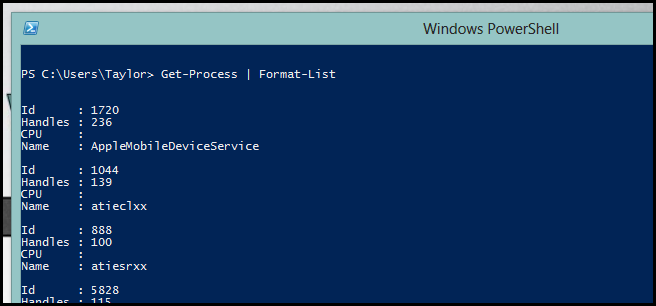 Windows PowerShell
PS C:\Users\Taylor> Get-Process | Format-List
Id      : 1720
Handles : 236
CPU     :
Name    : AppleMobileDeviceService
Id      : 1044
Handles : 139
CPU     :
Name    : atieclxx
Id      : 888
Handles : 100
CPU     :
Name    : atiesrxx
Id      : 5828
Handles : 115